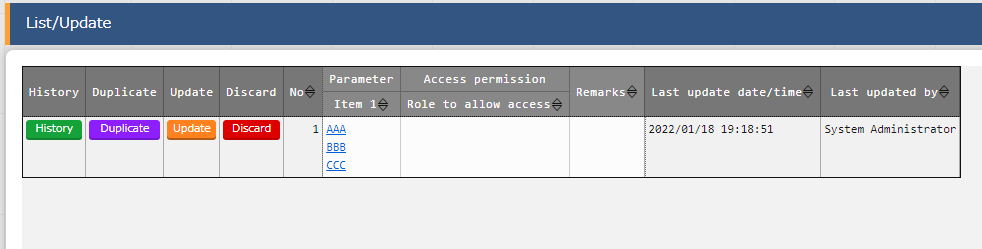 List/Update
History Duplicate Update Discard No Parameter Access permission Remarks Last update date/time Last updated by
Item 1 Role to allow access
History Duplicate Update Discard 1 AAA 2022/01/18 19:18:51 System Administrator
BBB
CCC